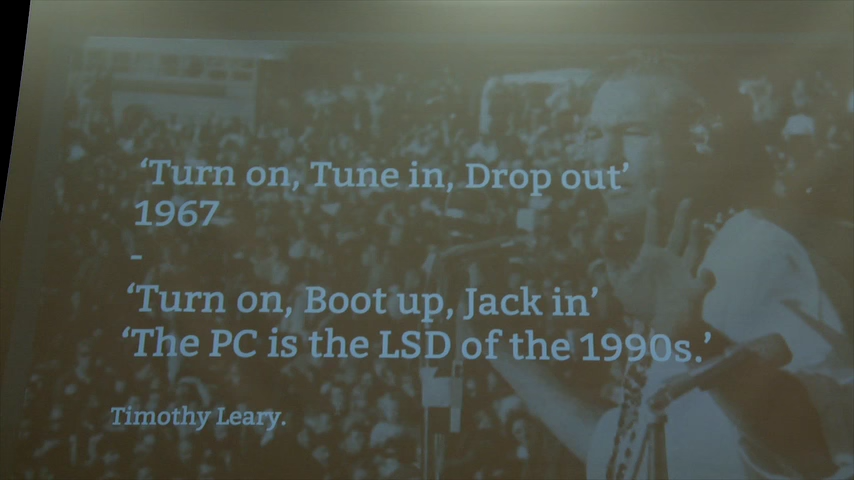 ‘Turn on, Tune in, Drop out’
1967
-
‘Turn on, Boot up, Jack in’
‘The PC is the LSD of the 1990s.’
Timothy Leary.